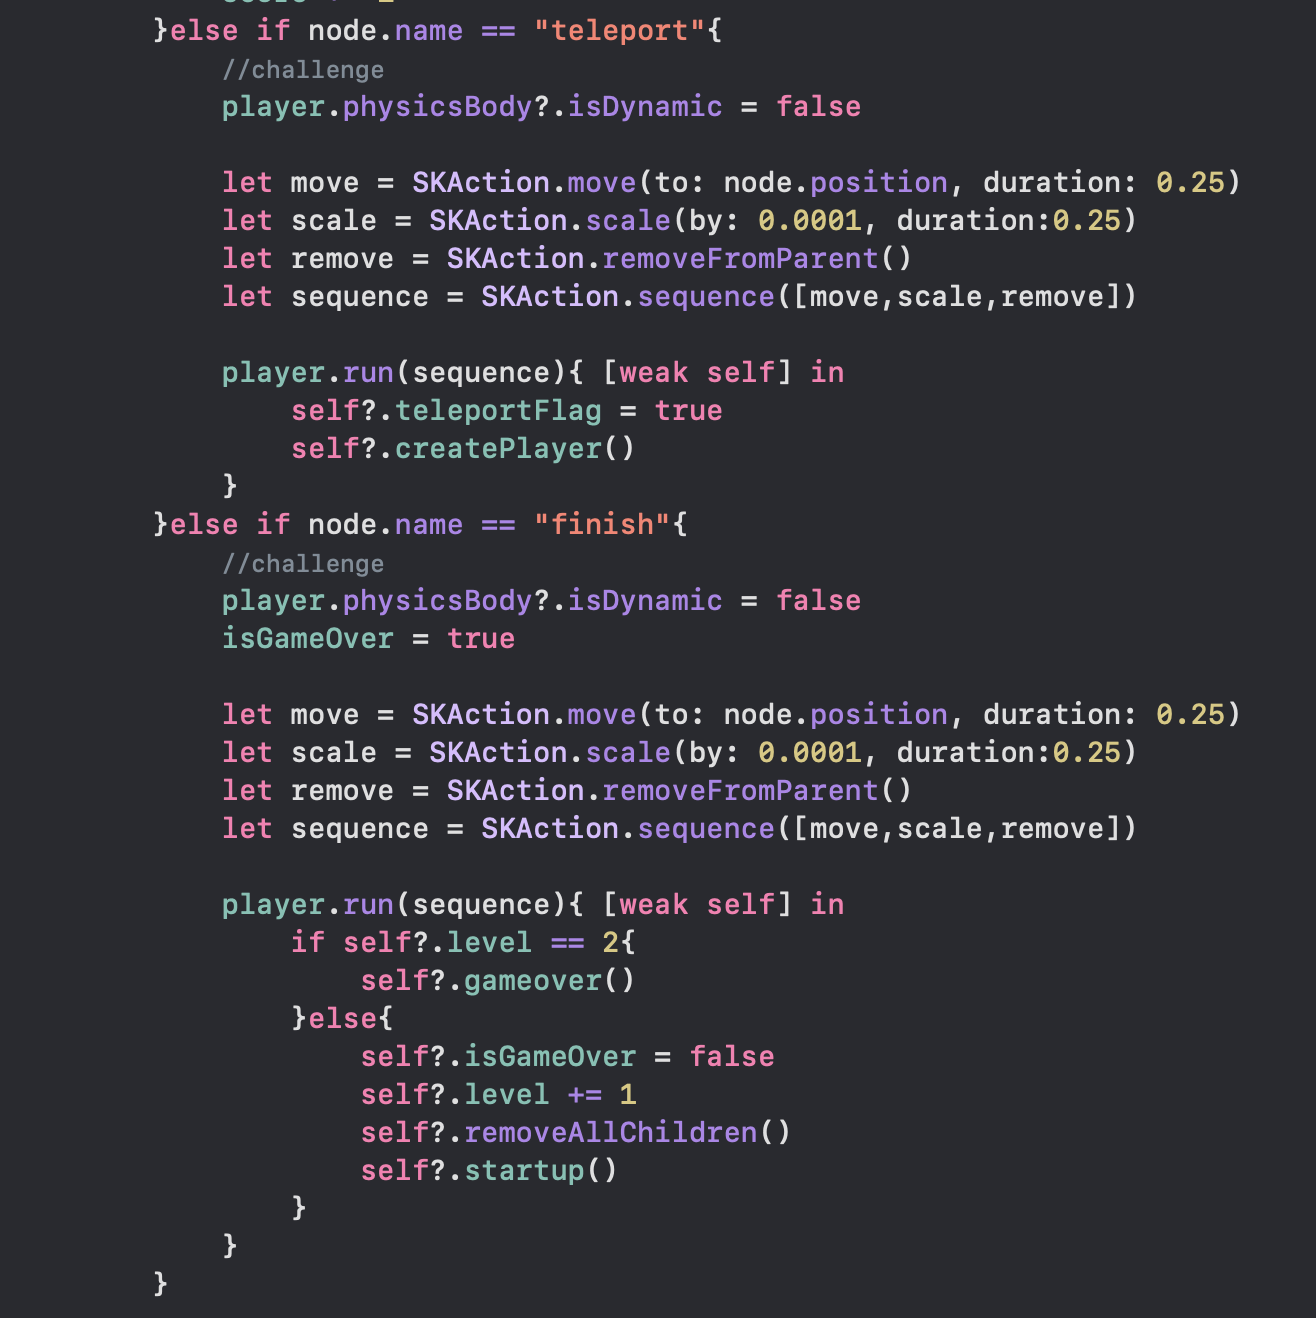 }else if node.name == "teleport"{
//challenge
player.physicsBody?.isDynamic = false
let move = SKAction.move(to: node.position, duration: 0.25)
let scale = SKAction.scale(by: 0.0001, duration:0.25)
let remove = SKAction.removeFromParent()
let sequence = SKAction.sequence([move,scale,remove])
player.run(sequence){ [weak self] in
self?.teleportFlag = true
self?.createPlayer()
}
}else if node.name == "finish"{
//challenge
player.physicsBody?.isDynamic = false
isGameOver = true
let move = SKAction.move(to: node.position, duration: 0.25)
let scale = SKAction.scale(by: 0.0001, duration:0.25)
let remove = SKAction.removeFromParent()
let sequence = SKAction.sequence([move,scale,remove])
player.run(sequence){ [weak self] in
if self?.level == 2{
self?.gameover()
}else{
self?.isGameOver = false
self?.level += 1
self?.removeAllChildren()
self?.startup()
}
}
}